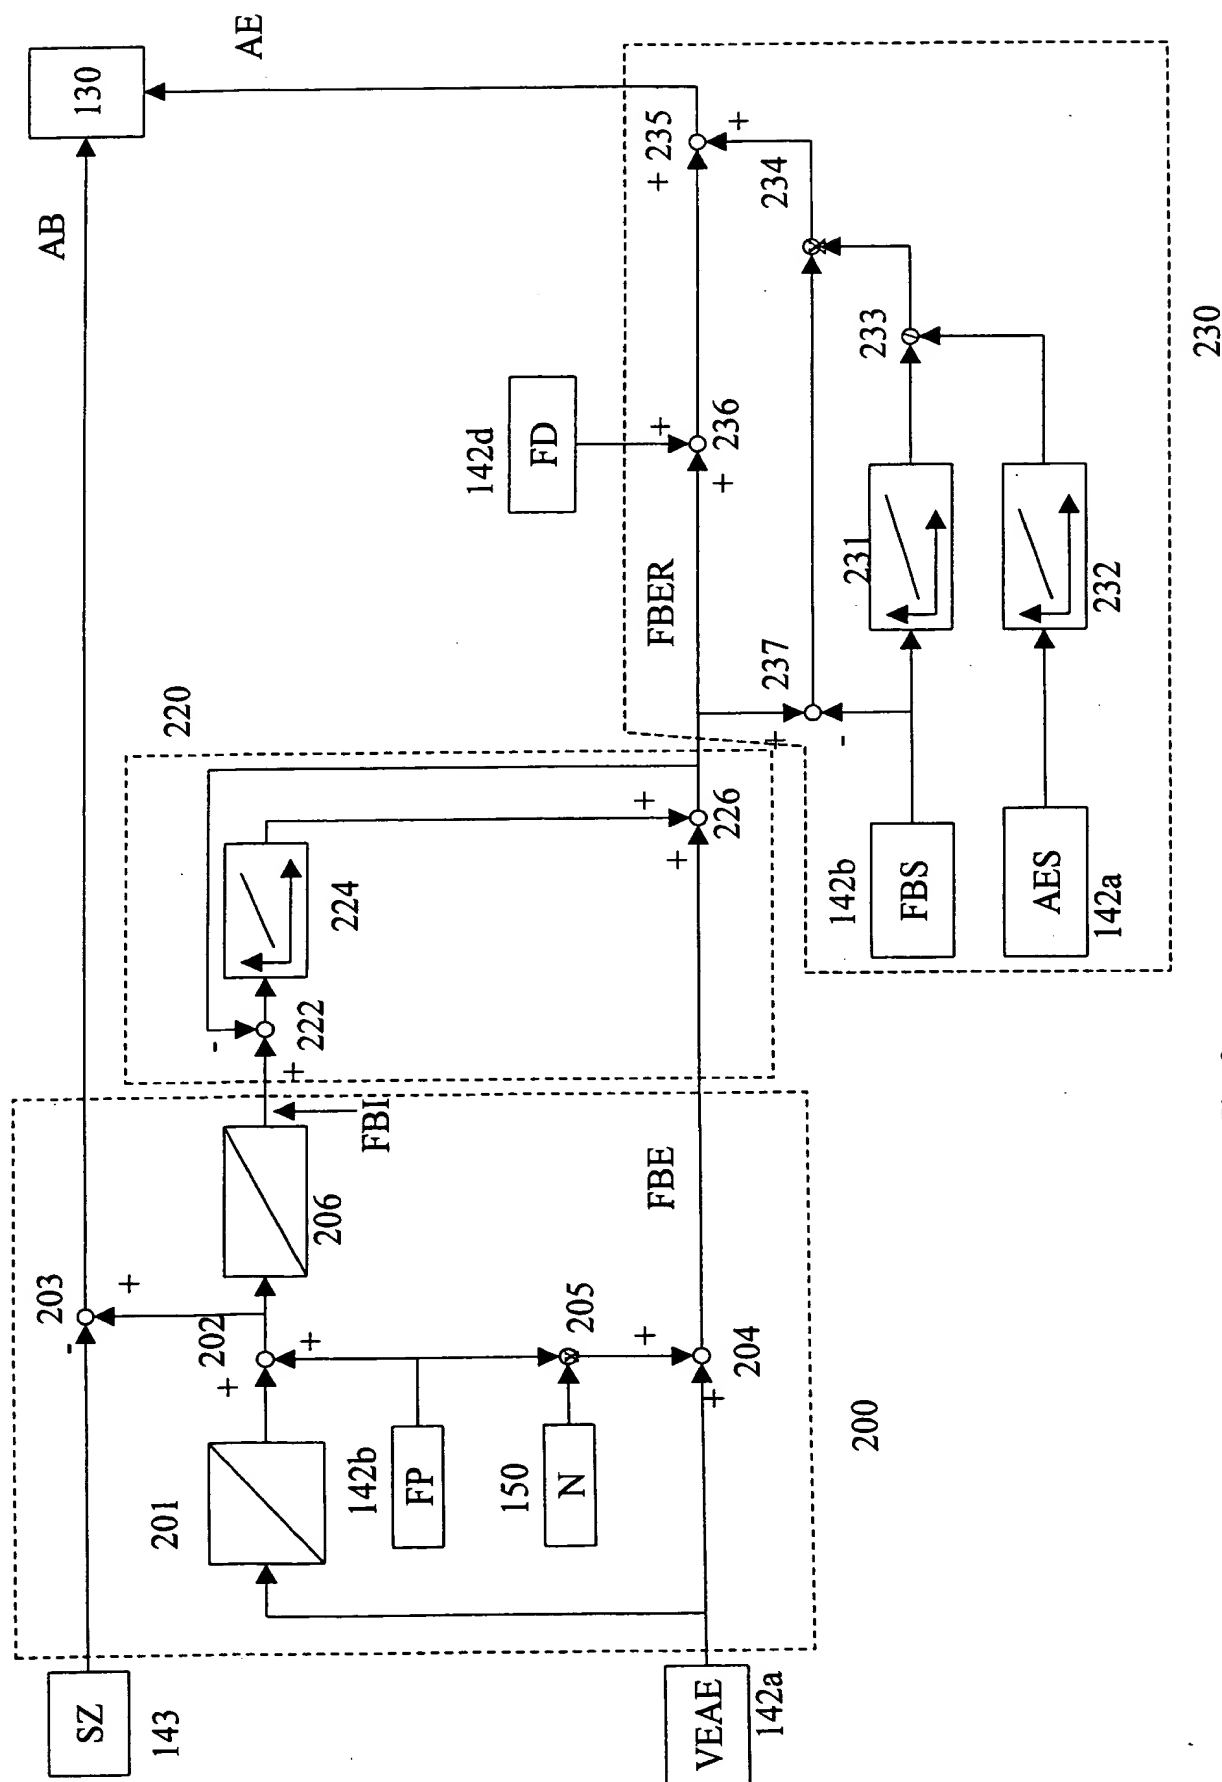 SZ
143
203
-
+
AB
130
AE
201
202
+
+
206
FBI
220
-
222
+
224
142b
FP
150
N
205
+
VEAE
142a
+
204
FBE
200
+
+
226
FBER
142d
FD
+
+
236
+ 235
+
234
237
+
-
231
233
232
142b
FBS
AES
142a
230